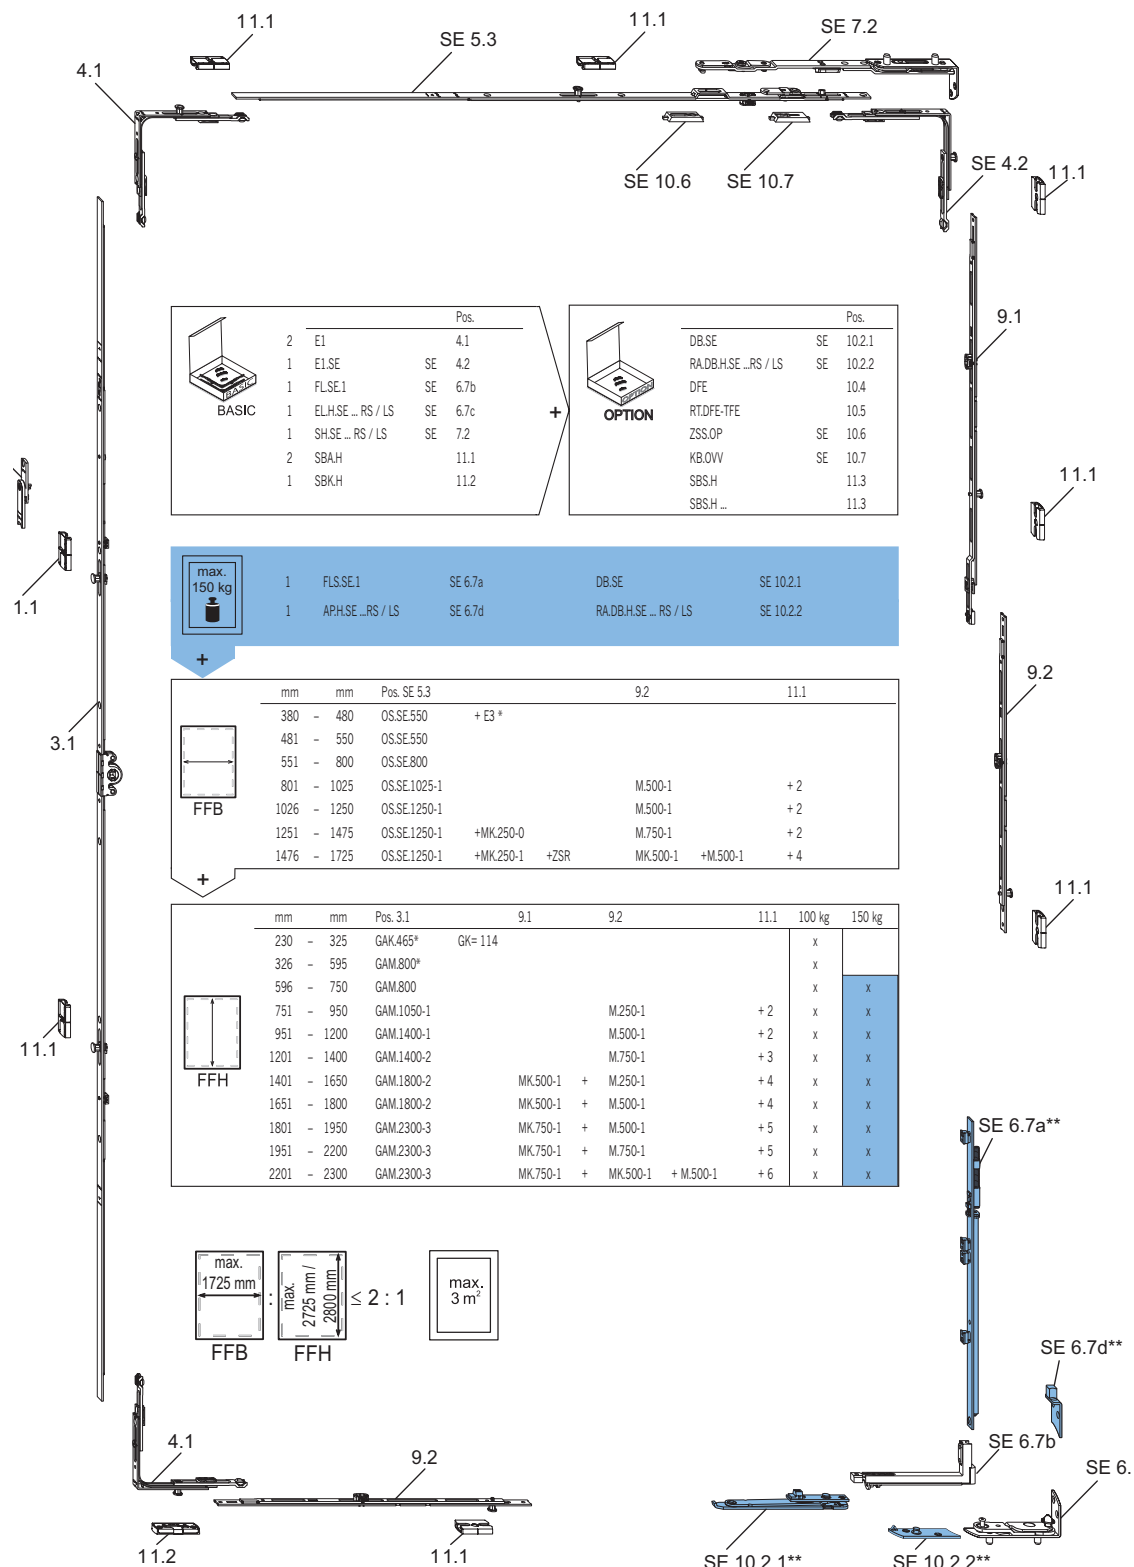 11.1
11.1
SE 7.2
SE 5.3
4.1
SE 10.6
SE 10.7
SE 4.2
11.1
Pos.
2 E1 4.1
1 E1.SE SE 4.2
1 FL.SE.1 SE 6.7b
1 EL.H.SE ... RS / LS SE 6.7c
1 SH.SE ... RS / LS SE 7.2
2 SBA.H 11.1
1 SBK.H 11.2
BASIC
BASIC
+
Pos.
DB.SE SE 10.2.1
RA.DB.H.SE ...RS / LS SE 10.2.2
DFE 10.4
RT.DFE-TFE 10.5
ZSS.OP SE 10.6
KB.OVV SE 10.7
SBS.H 11.3
SBS.H ... 11.3
OPTION
OPTION
9.1
11.1
1.1
max.
150 kg
1 FLS.SE.1 SE 6.7a DB.SE SE 10.2.1
1 AP.H.SE ...RS / LS SE 6.7d RA.DB.H.SE ... RS / LS SE 10.2.2
+
9.2
3.1
mm mm Pos. SE 5.3 9.2 11.1
380 – 480 OS.SE.550 + E3 *
481 – 550 OS.SE.550
551 – 800 OS.SE.800
801 – 1025 OS.SE.1025-1 M.500-1 + 2
1026 – 1250 OS.SE.1250-1 M.500-1 + 2
1251 – 1475 OS.SE.1250-1 +MK.250-0 M.750-1 + 2
1476 – 1725 OS.SE.1250-1 +MK.250-1 +ZSR MK.500-1 +M.500-1 + 4
FFB
+
11.1
mm mm Pos. 3.1 9.1 9.2 11.1 100 kg 150 kg
230 – 325 GAK.465* GK= 114 x
326 – 595 GAM.800* x
596 – 750 GAM.800 x x
751 – 950 GAM.1050-1 M.250-1 + 2 x x
951 – 1200 GAM.1400-1 M.500-1 + 2 x x
1201 – 1400 GAM.1400-2 M.750-1 + 3 x x
1401 – 1650 GAM.1800-2 MK.500-1 + M.250-1 + 4 x x
1651 – 1800 GAM.1800-2 MK.500-1 + M.500-1 + 4 x x
1801 – 1950 GAM.2300-3 MK.750-1 + M.500-1 + 5 x x
1951 – 2200 GAM.2300-3 MK.750-1 + M.750-1 + 5 x x
2201 – 2300 GAM.2300-3 MK.750-1 + MK.500-1 + M.500-1 + 6 x x
FFH
11.1
SE 6.7a**
max.
1725 mm
FFB
:
max.
2725 mm /
2800 mm
FFH
≤ 2 : 1
max.
3 m²
SE 6.7d**
SE 6.7b
SE 6.
4.1
9.2
11.2
11.1
SE 10.2.1**
SE 10.2.2**